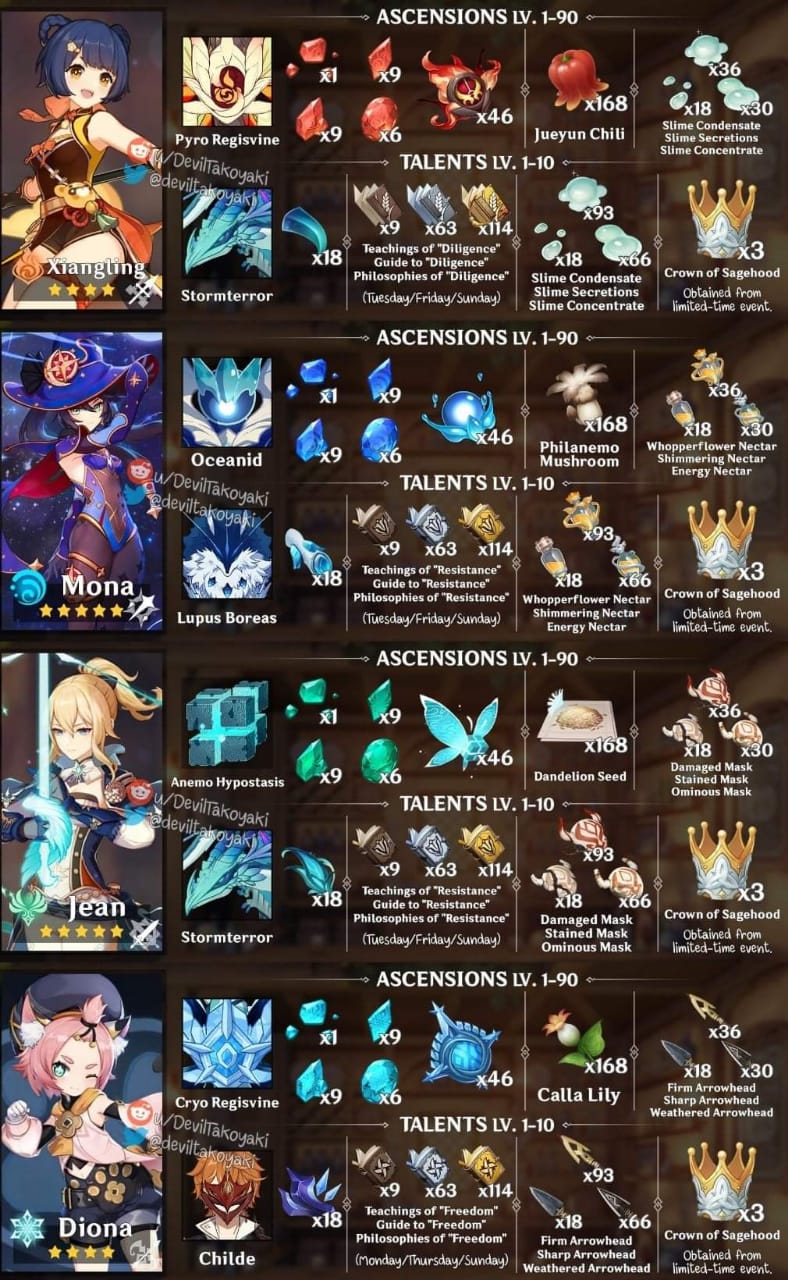 ASCENSIONS LV. 1-90
Pyro Regisvine
x1
x9
x9
x6
x46
x168
Jueyun Chili
x36
x18
x30
Slime Condensate
Slime Secretions
Slime Concentrate
u/DevilTakoyaki
@deviltakoyaki
Xiangling
TALENTS LV. 1-10
Stormterror
x18
x9
x63
x114
Teachings of "Diligence"
Guide to "Diligence"
Philosophies of "Diligence"
(Tuesday/Friday/Sunday)
x93
x18
x66
Slime Condensate
Slime Secretions
Slime Concentrate
x3
Crown of Sagehood
Obtained from
limited-time event.
ASCENSIONS LV. 1-90
Oceanid
x1
x9
x9
x6
x46
x168
Philanemo
Mushroom
x36
x18
x30
Whopperflower Nectar
Shimmering Nectar
Energy Nectar
u/DevilTakoyaki
@deviltakoyaki
Mona
TALENTS LV. 1-10
Lupus Boreas
x18
x9
x63
x114
Teachings of "Resistance"
Guide to "Resistance"
Philosophies of "Resistance"
(Tuesday/Friday/Sunday)
x93
x18
x66
Whopperflower Nectar
Shimmering Nectar
Energy Nectar
x3
Crown of Sagehood
Obtained from
limited-time event.
ASCENSIONS LV. 1-90
Anemo Hypostasis
x1
x9
x9
x6
x46
x168
Dandelion Seed
x36
x18
x30
Damaged Mask
Stained Mask
Ominous Mask
u/DevilTakoyaki
@deviltakoyaki
Jean
TALENTS LV. 1-10
Stormterror
x18
x9
x63
x114
Teachings of "Resistance"
Guide to "Resistance"
Philosophies of "Resistance"
(Tuesday/Friday/Sunday)
x93
x18
x66
Damaged Mask
Stained Mask
Ominous Mask
x3
Crown of Sagehood
Obtained from
limited-time event.
ASCENSIONS LV. 1-90
Cryo Regisvine
x1
x9
x9
x6
x46
x168
Calla Lily
x36
x18
x30
Firm Arrowhead
Sharp Arrowhead
Weathered Arrowhead
u/DevilTakoyaki
@deviltakoyaki
Diona
TALENTS LV. 1-10
Childe
x18
x9
x63
x114
Teachings of "Freedom"
Guide to "Freedom"
Philosophies of "Freedom"
(Monday/Thursday/Sunday)
x93
x18
x66
Firm Arrowhead
Sharp Arrowhead
Weathered Arrowhead
x3
Crown of Sagehood
Obtained from
limited-time event.